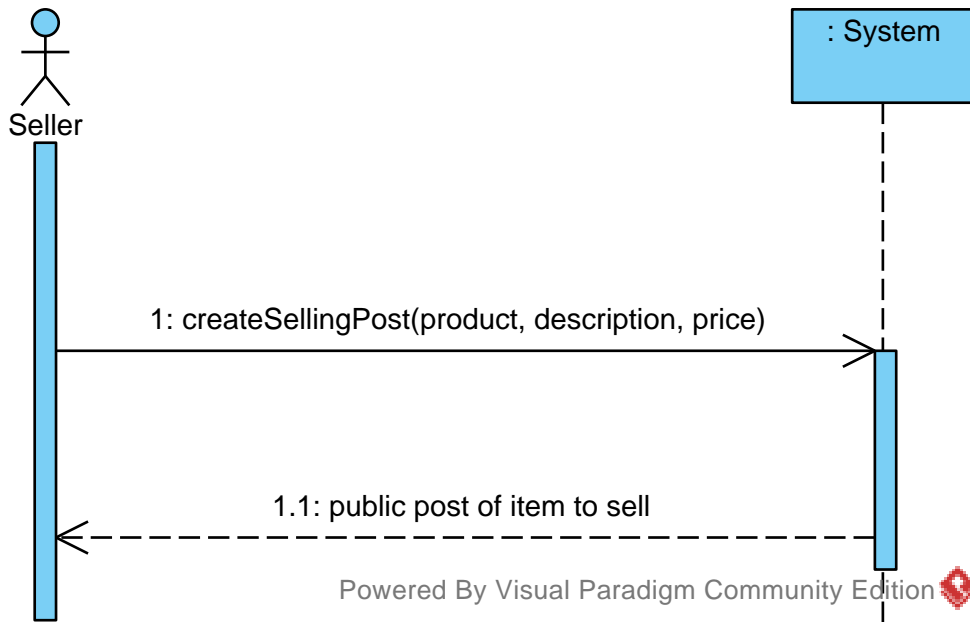 : System
Seller
1: createSellingPost(product, description, price)
1.1: public post of item to sell
Powered By Visual Paradigm Community Edition